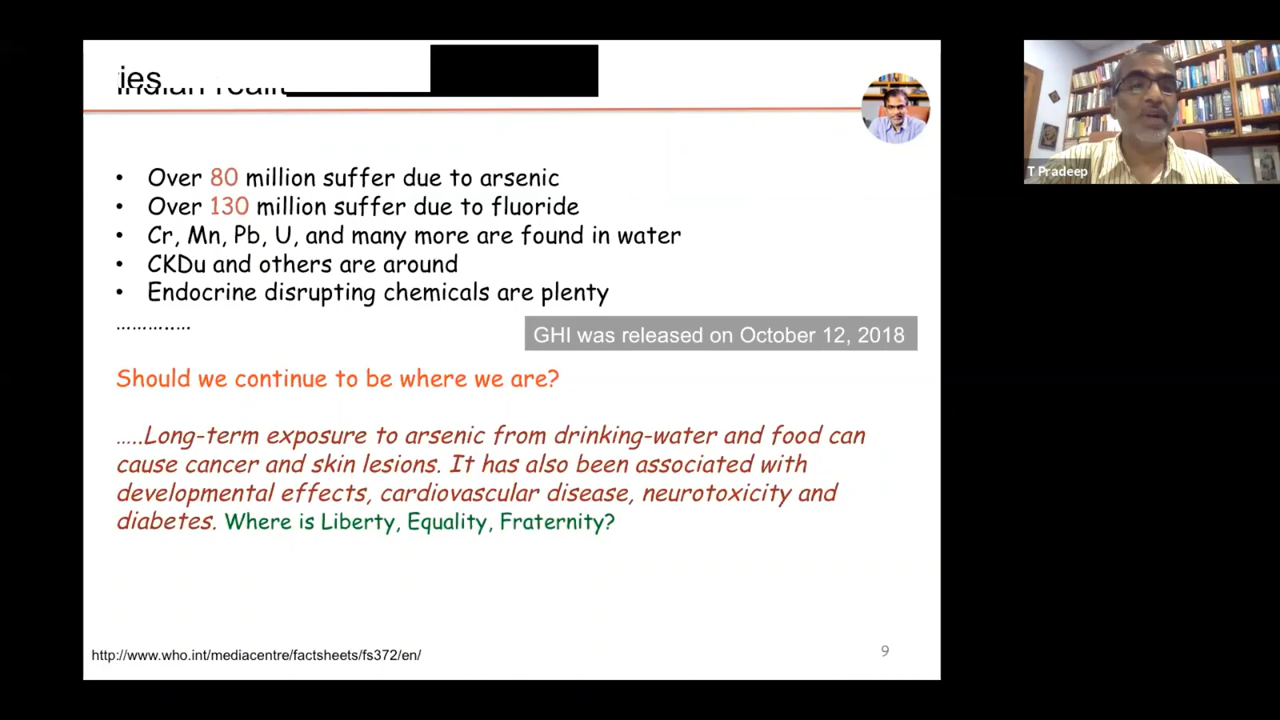 ies
Indian realit
T Pradeep
• Over 80 million suffer due to arsenic
• Over 130 million suffer due to fluoride
• Cr, Mn, Pb, U, and many more are found in water
• CKDu and others are around
• Endocrine disrupting chemicals are plenty
………..…
GHI was released on October 12, 2018
Should we continue to be where we are?
…..Long-term exposure to arsenic from drinking-water and food can
cause cancer and skin lesions. It has also been associated with
developmental effects, cardiovascular disease, neurotoxicity and
diabetes. Where is Liberty, Equality, Fraternity?
http://www.who.int/mediacentre/factsheets/fs372/en/
9